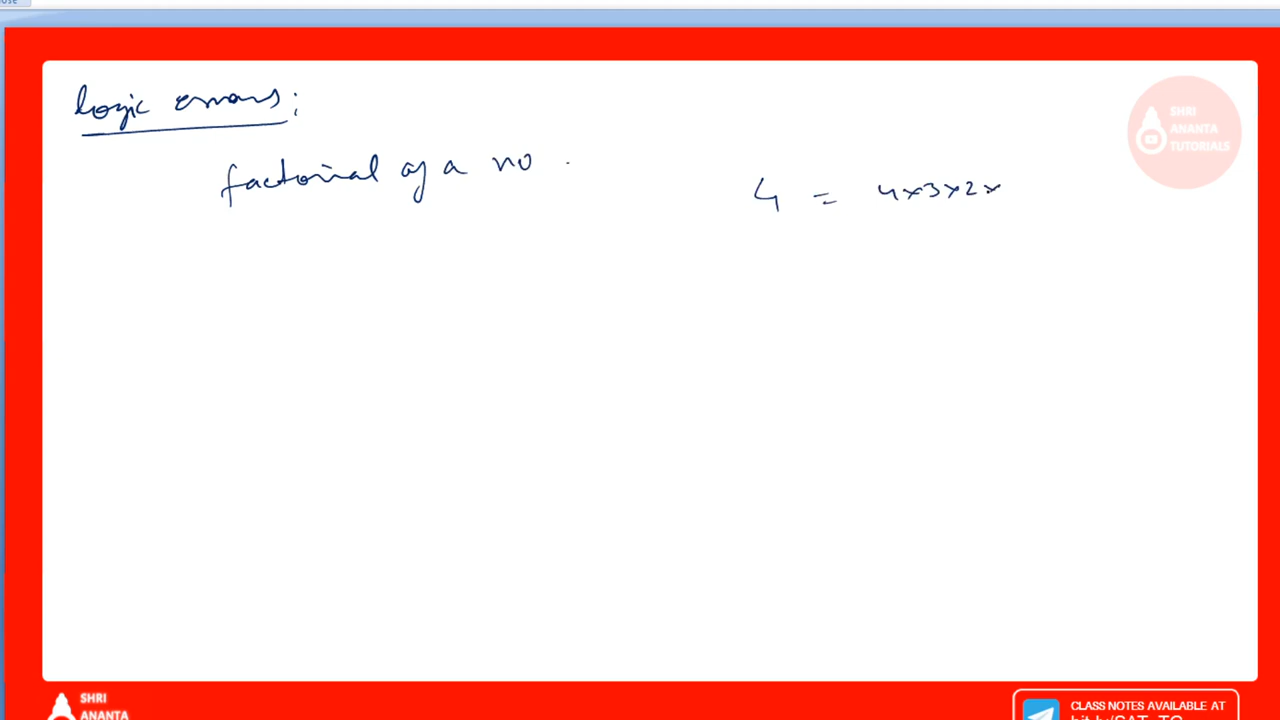 logic errors:
SHRI
ANANTA
TUTORIALS
factorial of a no.
4 = 4×3×2×
SHRI
ANANTA
CLASS NOTES AVAILABLE AT